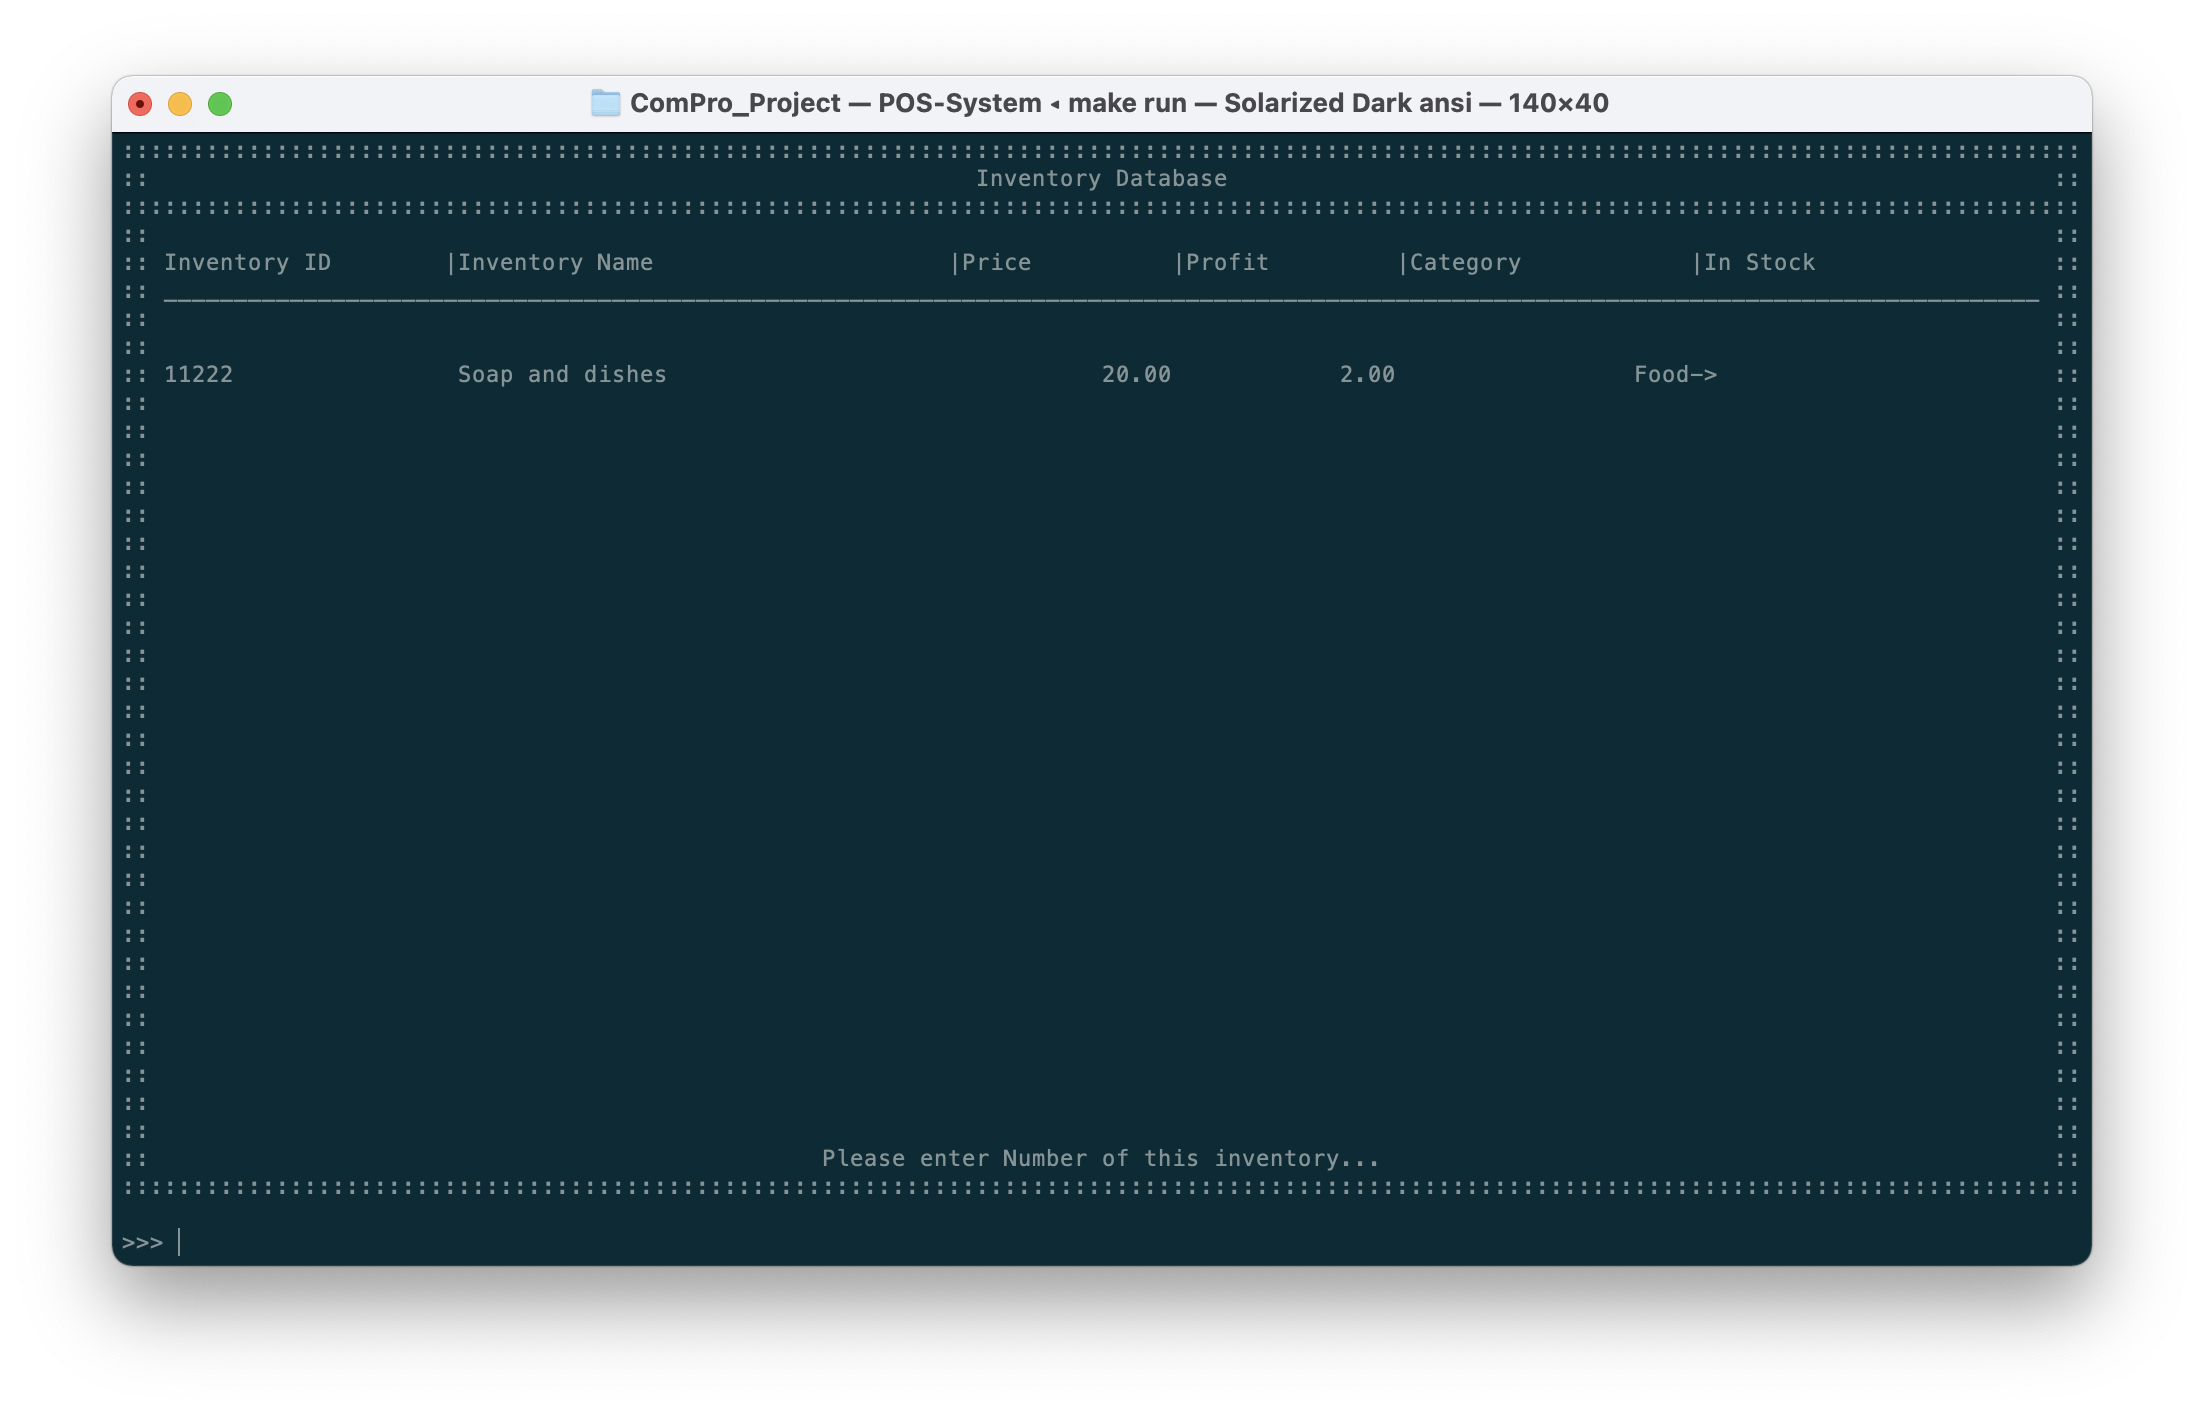 ComPro_Project — POS-System ◂ make run — Solarized Dark ansi — 140×40
Inventory Database
Inventory ID |Inventory Name |Price |Profit |Category |In Stock
11222 Soap and dishes 20.00 2.00 Food->
Please enter Number of this inventory...
>>>